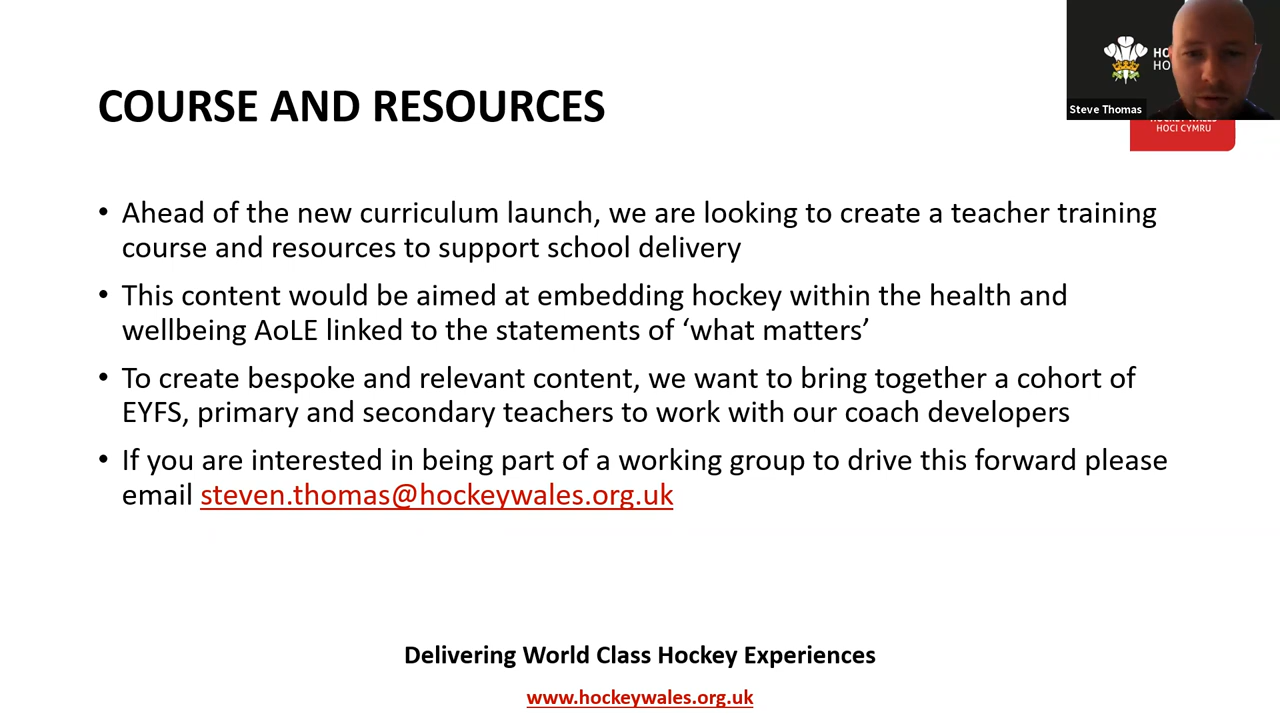 HO
HO
Steve Thomas
HOCI CYMRU
COURSE AND RESOURCES
• Ahead of the new curriculum launch, we are looking to create a teacher training
course and resources to support school delivery
• This content would be aimed at embedding hockey within the health and
wellbeing AoLE linked to the statements of ‘what matters’
• To create bespoke and relevant content, we want to bring together a cohort of
EYFS, primary and secondary teachers to work with our coach developers
• If you are interested in being part of a working group to drive this forward please
email steven.thomas@hockeywales.org.uk
Delivering World Class Hockey Experiences
www.hockeywales.org.uk